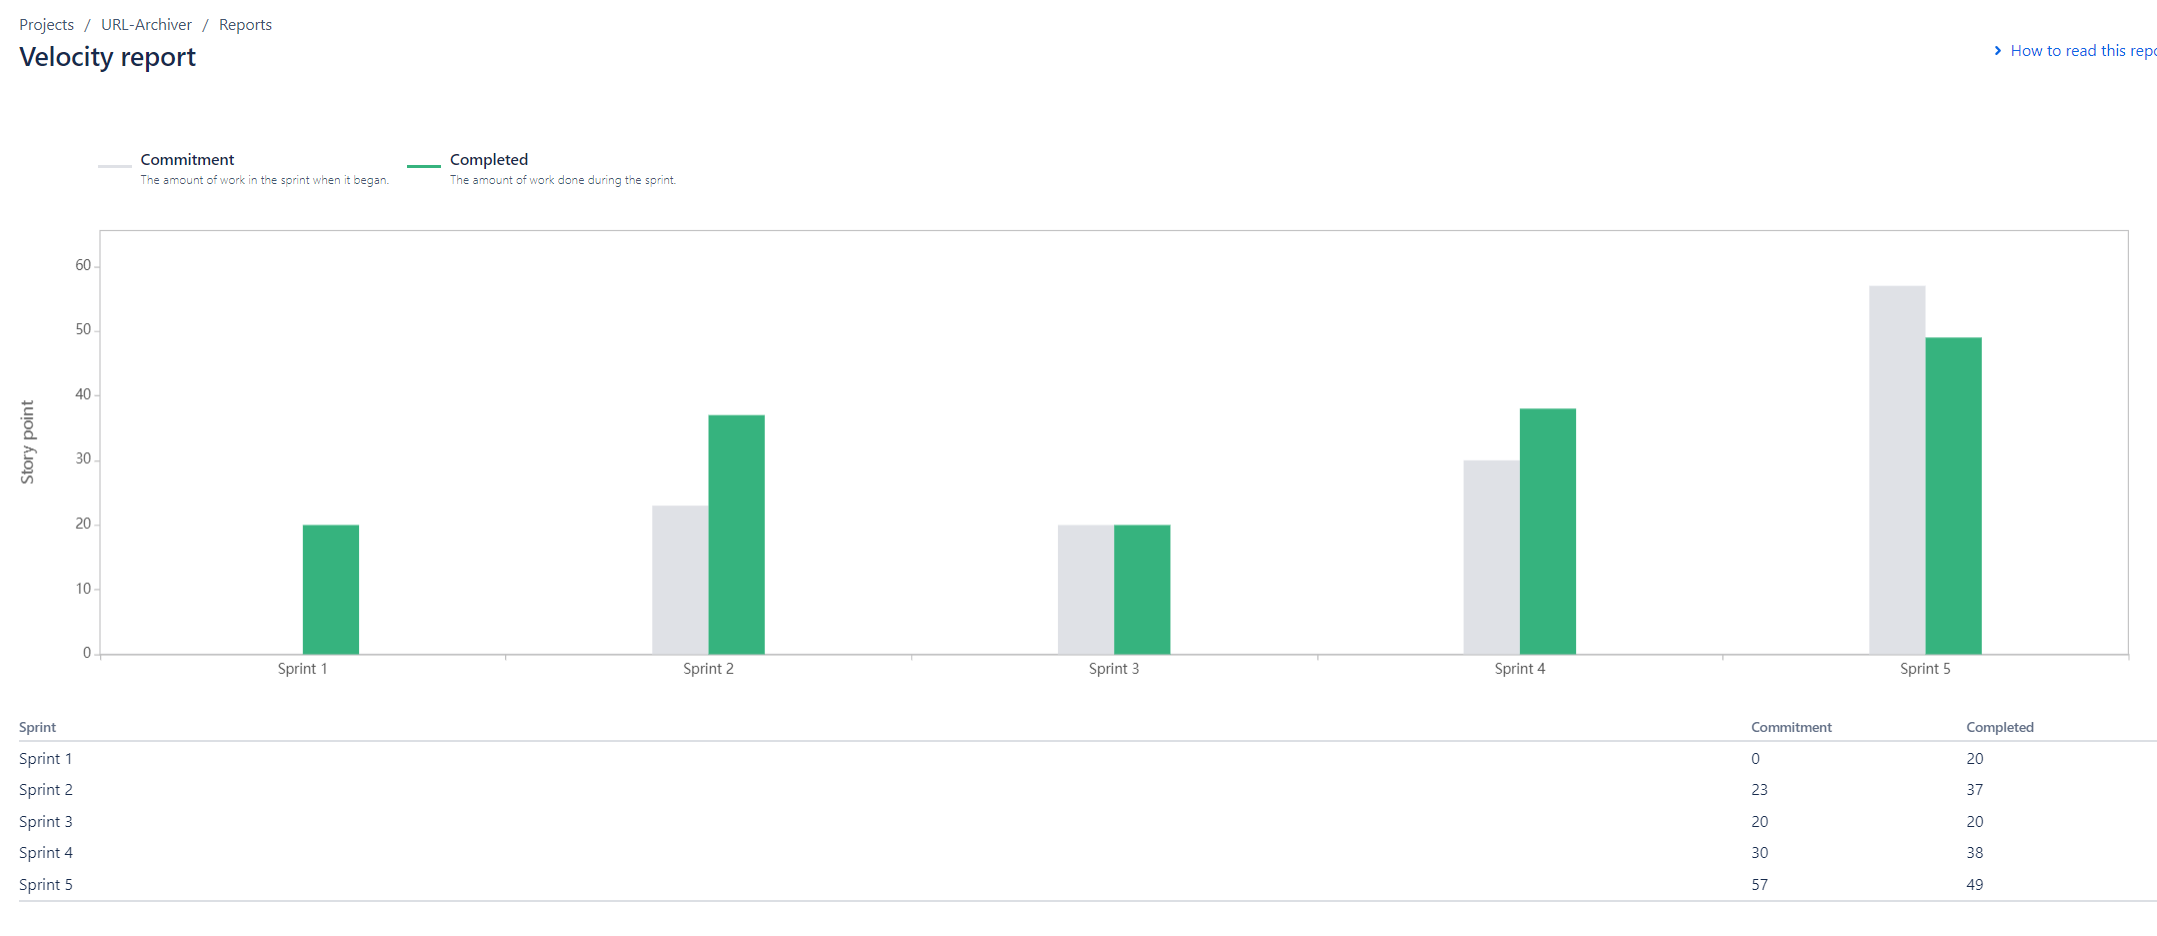 Projects / URL-Archiver / Reports
Velocity report
How to read this repo
Commitment
The amount of work in the sprint when it began.
Completed
The amount of work done during the sprint.
Story point
60
50
40
30
20
10
0
Sprint 1 Sprint 2 Sprint 3 Sprint 4 Sprint 5
Sprint Commitment Completed
Sprint 1 0 20
Sprint 2 23 37
Sprint 3 20 20
Sprint 4 30 38
Sprint 5 57 49